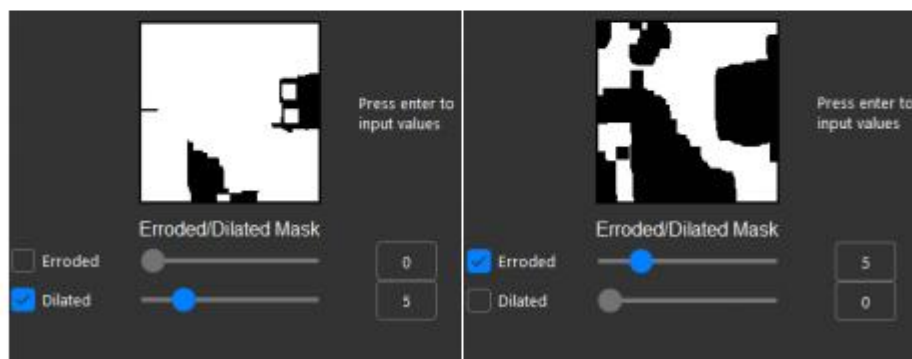 Press enter to
input values
Erroded/Dilated Mask
Erroded
0
Dilated
5
Press enter to
input values
Erroded/Dilated Mask
Erroded
5
Dilated
0